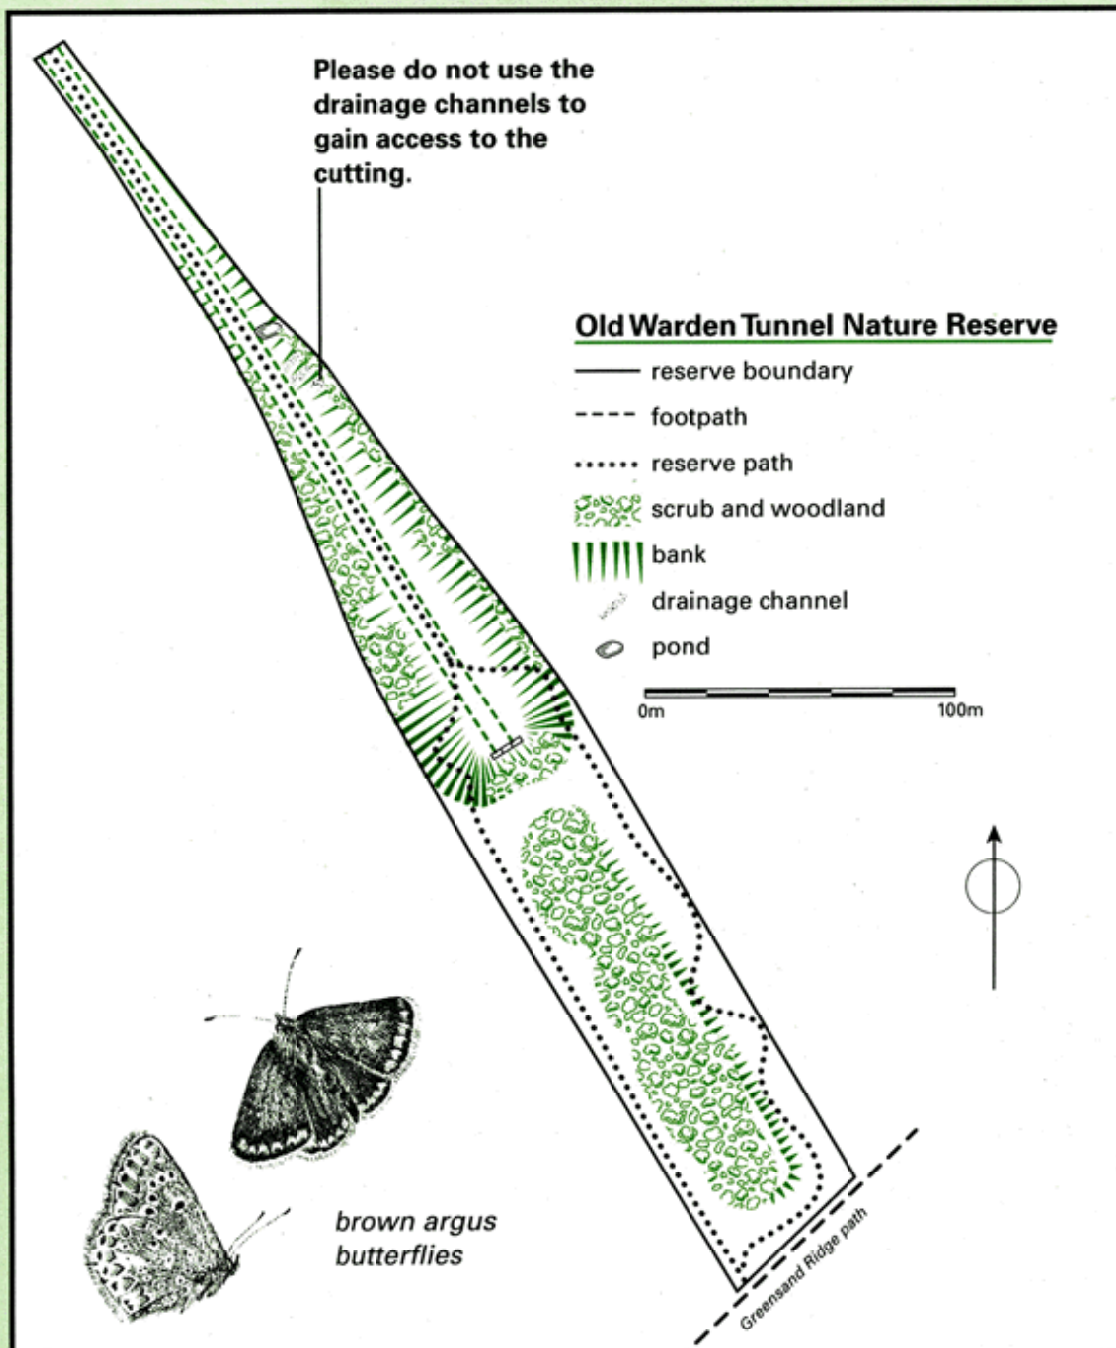 Please do not use the
drainage channels to
gain access to the
cutting.
Old Warden Tunnel Nature Reserve
reserve boundary
footpath
reserve path
scrub and woodland
bank
drainage channel
pond
0m 100m
brown argus
butterflies
Greensand Ridge path